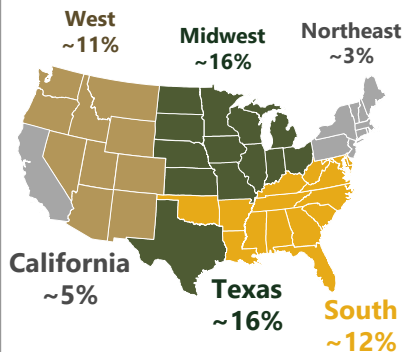 West
~11%
Midwest
~16%
Northeast
~3%
California
~5%
Texas
~16%
South
~12%